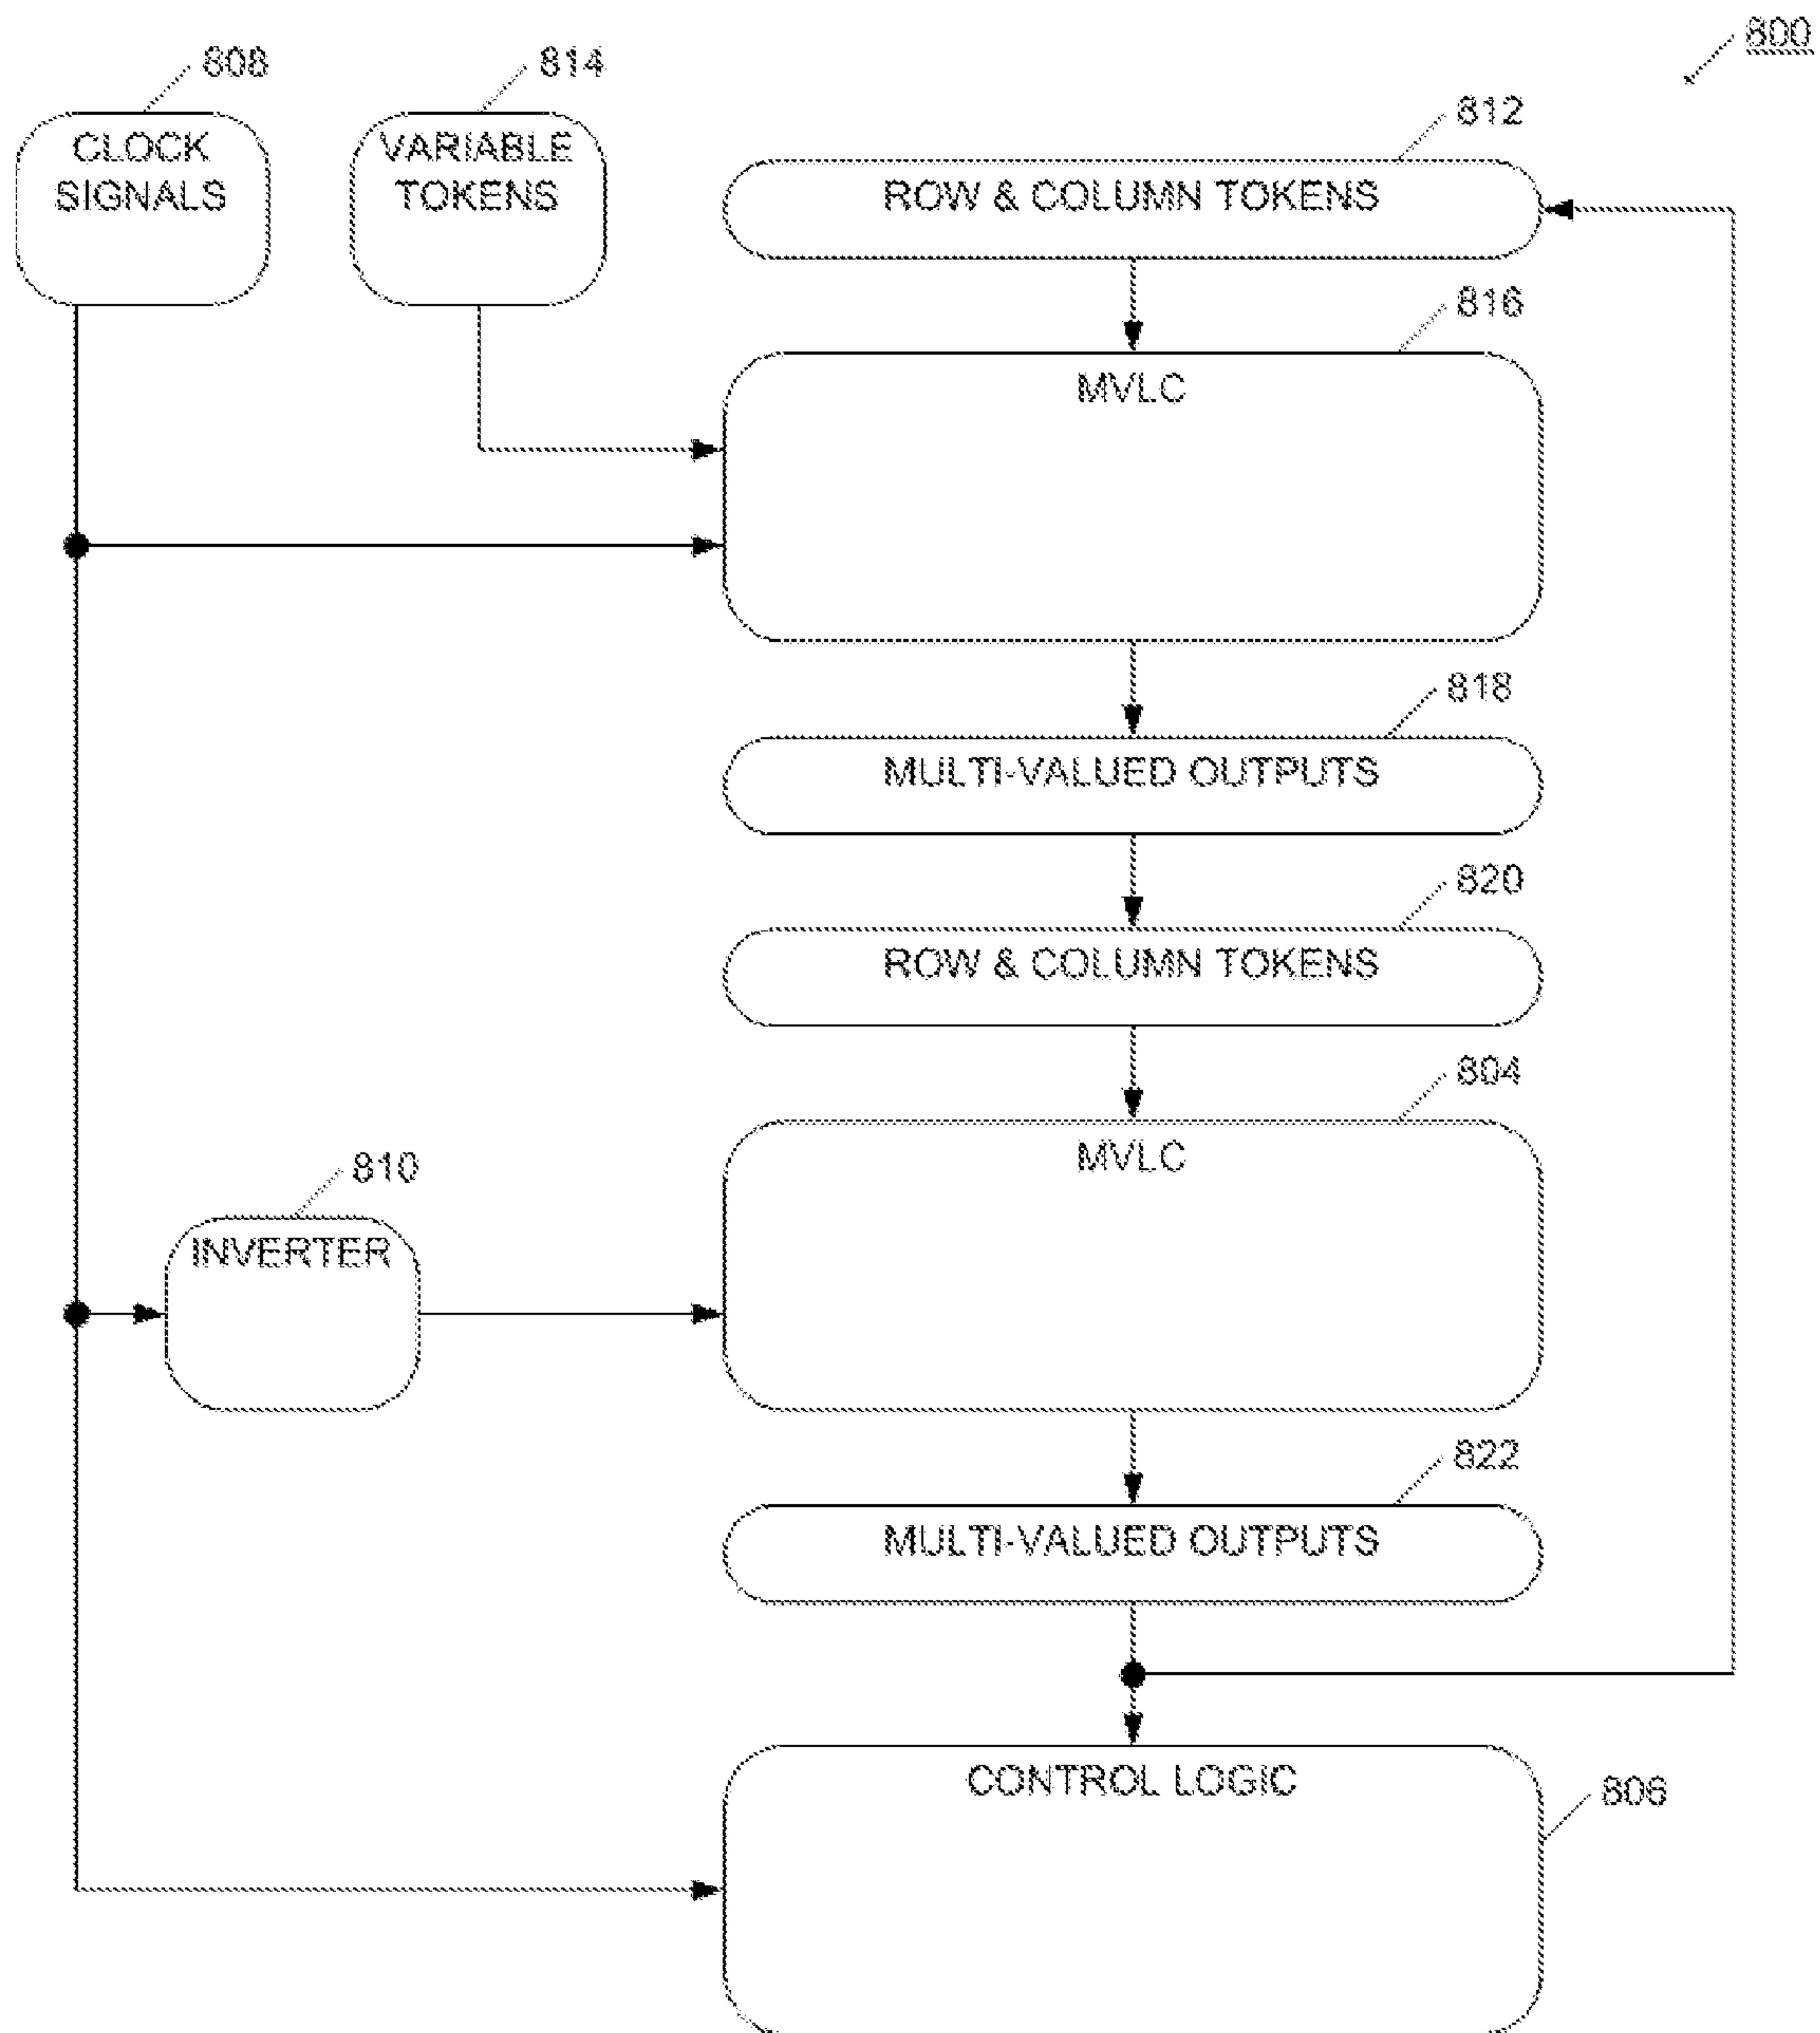 800
808
814
812
CLOCK
SIGNALS
VARIABLE
TOKENS
ROW & COLUMN TOKENS
816
MVLC
818
MULTI-VALUED OUTPUTS
820
ROW & COLUMN TOKENS
804
MVLC
810
INVERTER
822
MULTI-VALUED OUTPUTS
CONTROL LOGIC
806